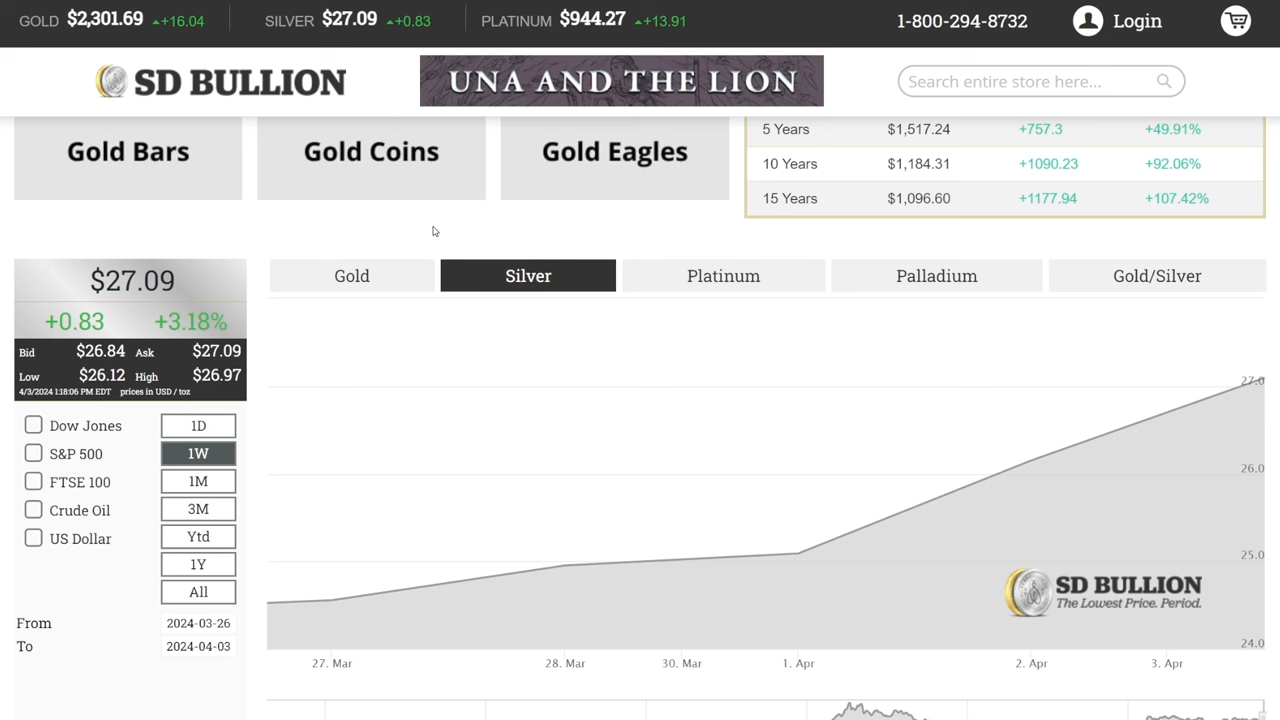 GOLD $2,301.69 +16.04 SILVER $27.09 +0.83 PLATINUM $944.27 +13.91 1-800-294-8732 Login
SD BULLION UNA AND THE LION Search entire store here...
Gold Bars Gold Coins Gold Eagles
5 Years $1,517.24 +757.3 +49.91%
10 Years $1,184.31 +1090.23 +92.06%
15 Years $1,096.60 +1177.94 +107.42%
Gold Silver Platinum Palladium Gold/Silver
$27.09
+0.83 +3.18%
Bid $26.84 Ask $27.09
Low $26.12 High $26.97
4/3/2024 1:18:06 PM EDT prices in USD / toz
Dow Jones 1D
S&P 500 1W
FTSE 100 1M
Crude Oil 3M
US Dollar Ytd
1Y
All
From 2024-03-26
To 2024-04-03
27.0
26.0
25.0
24.0
SD BULLION
The Lowest Price. Period.
27. Mar 28. Mar 30. Mar 1. Apr 2. Apr 3. Apr